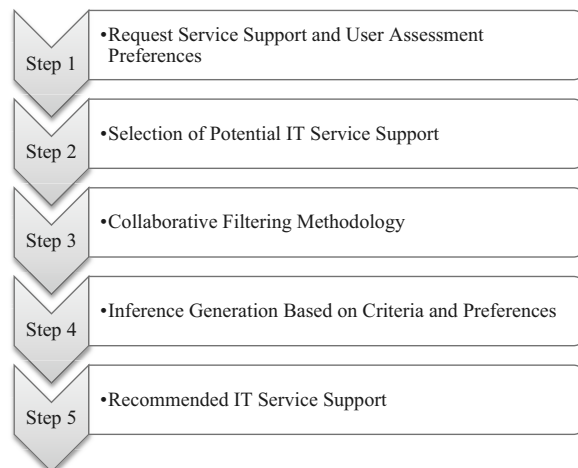 Step 1
•Request Service Support and User Assessment
Preferences
Step 2
•Selection of Potential IT Service Support
Step 3
•Collaborative Filtering Methodology
Step 4
•Inference Generation Based on Criteria and Preferences
Step 5
•Recommended IT Service Support